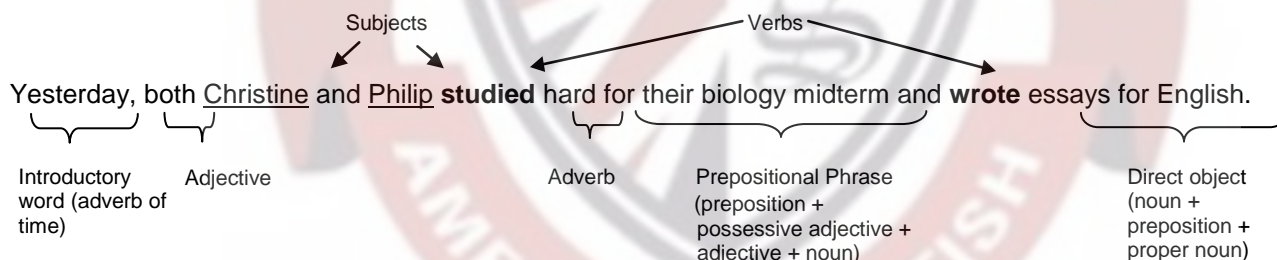 Subjects
Verbs
Yesterday, both Christine and Philip studied hard for their biology midterm and wrote essays for English.
Introductory
word (adverb of
time)
Adjective
Adverb
Prepositional Phrase
(preposition +
possessive adjective +
adjective + noun)
Direct object
(noun +
preposition +
proper noun)